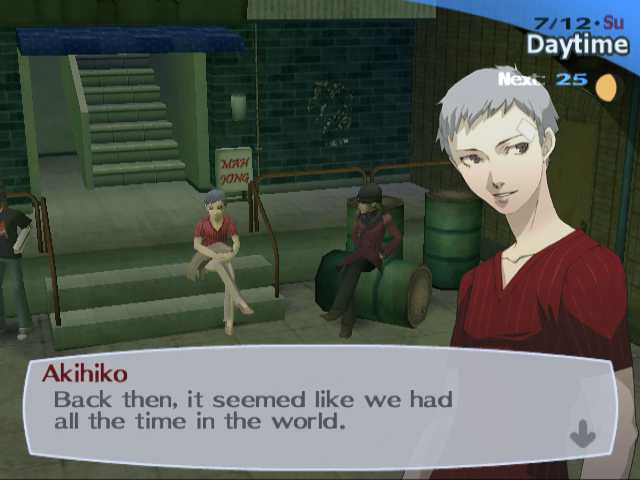 7/12・Su
Daytime
Next: 25
MAH
JONG
Akihiko
Back then, it seemed like we had
all the time in the world.